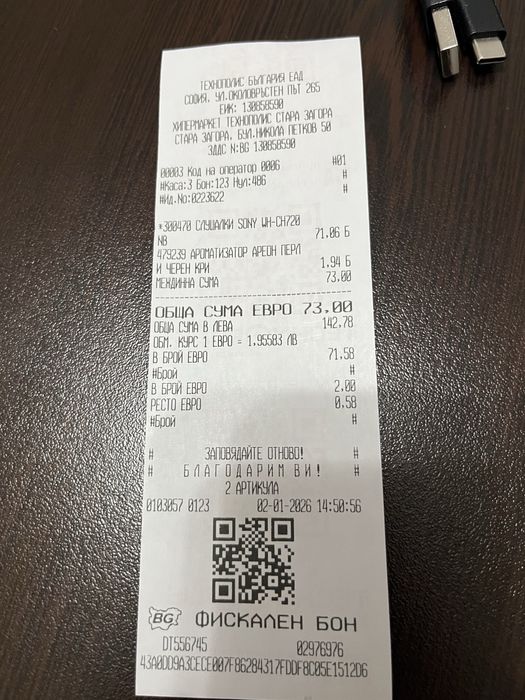 ТЕХНОПОЛИС БЪЛГАРИЯ ЕАД
СОФИЯ, УЛ.ОКОЛОВРЪСТЕН ПЪТ 265
ЕИК: 130858590
ХИПЕРМАРКЕТ ТЕХНОПОЛИС СТАРА ЗАГОРА
СТАРА ЗАГОРА, БУЛ.НИКОЛА ПЕТКОВ 50
ЗДДС N:BG 130858590
00003 Код на оператор 0006 #01
#Каса:3 Бон:123 Нул:486 #
#Ид.No:0223622 #
*300470 СЛУШАЛКИ SONY WH-CH720
NB 71.06 Б
479239 АРОМАТИЗАТОР АРЕОН ПЕРЛ
И ЧЕРЕН КРИ 1.94 Б
МЕЖДИННА СУМА 73.00
ОБЩА СУМА ЕВРО 73.00
ОБЩА СУМА В ЛЕВА 142.78
ОБМ. КУРС 1 ЕВРО = 1.95583 ЛВ
В БРОЙ ЕВРО 71.58
#Брой #
В БРОЙ ЕВРО 2.00
РЕСТО ЕВРО 0.58
#Брой #
# ЗАПОВЯДАЙТЕ ОТНОВО! #
# Б Л А Г О Д А Р И М В И ! #
2 АРТИКУЛА
0103057 0123 02-01-2026 14:50:56
BG ФИСКАЛЕН БОН
DT556745 02976976
43A0DD9A3CECE007F86284317FDDF8C05E1512D6